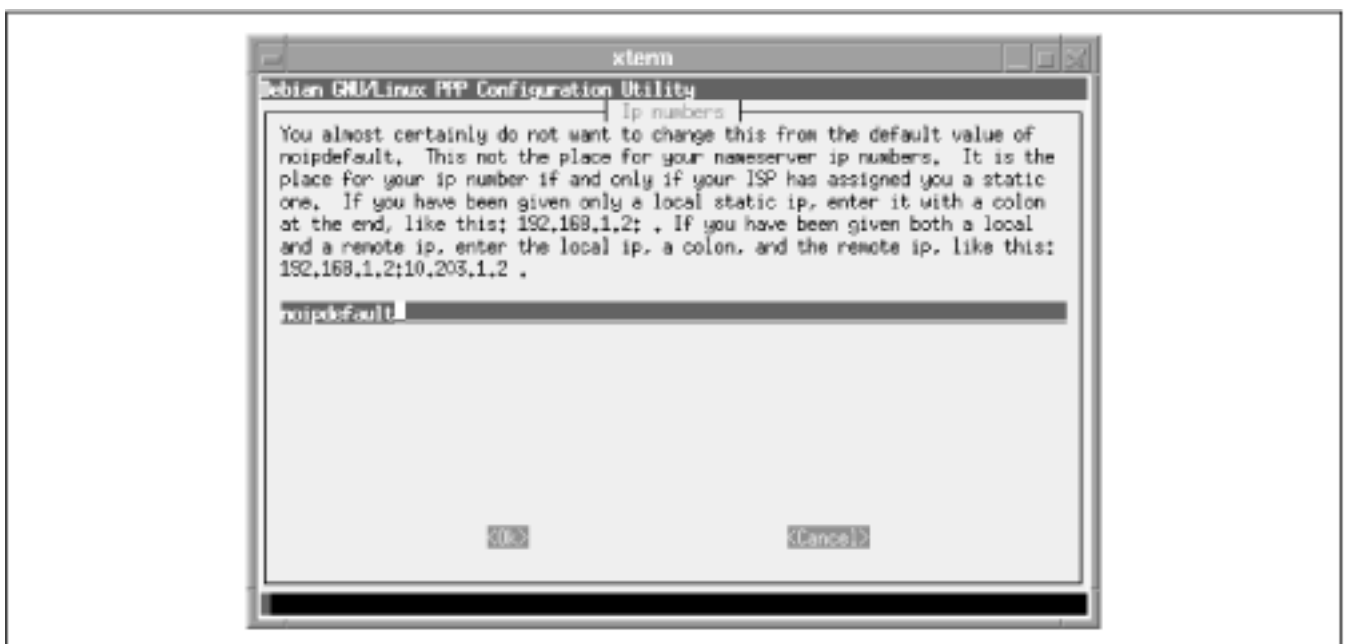 xterm
Debian GNU/Linux PPP Configuration Utility
Ip numbers
You almost certainly do not want to change this from the default value of
noipdefault.  This not the place for your nameserver ip numbers.  It is the
place for your ip number if and only if your ISP has assigned you a static
one.  If you have been given only a local static ip, enter it with a colon
at the end, like this: 192.168.1.2: . If you have been given both a local
and a remote ip, enter the local ip, a colon, and the remote ip, like this:
192.168.1.2:10.203.1.2 .
noipdefault
<Ok> <Cancel>